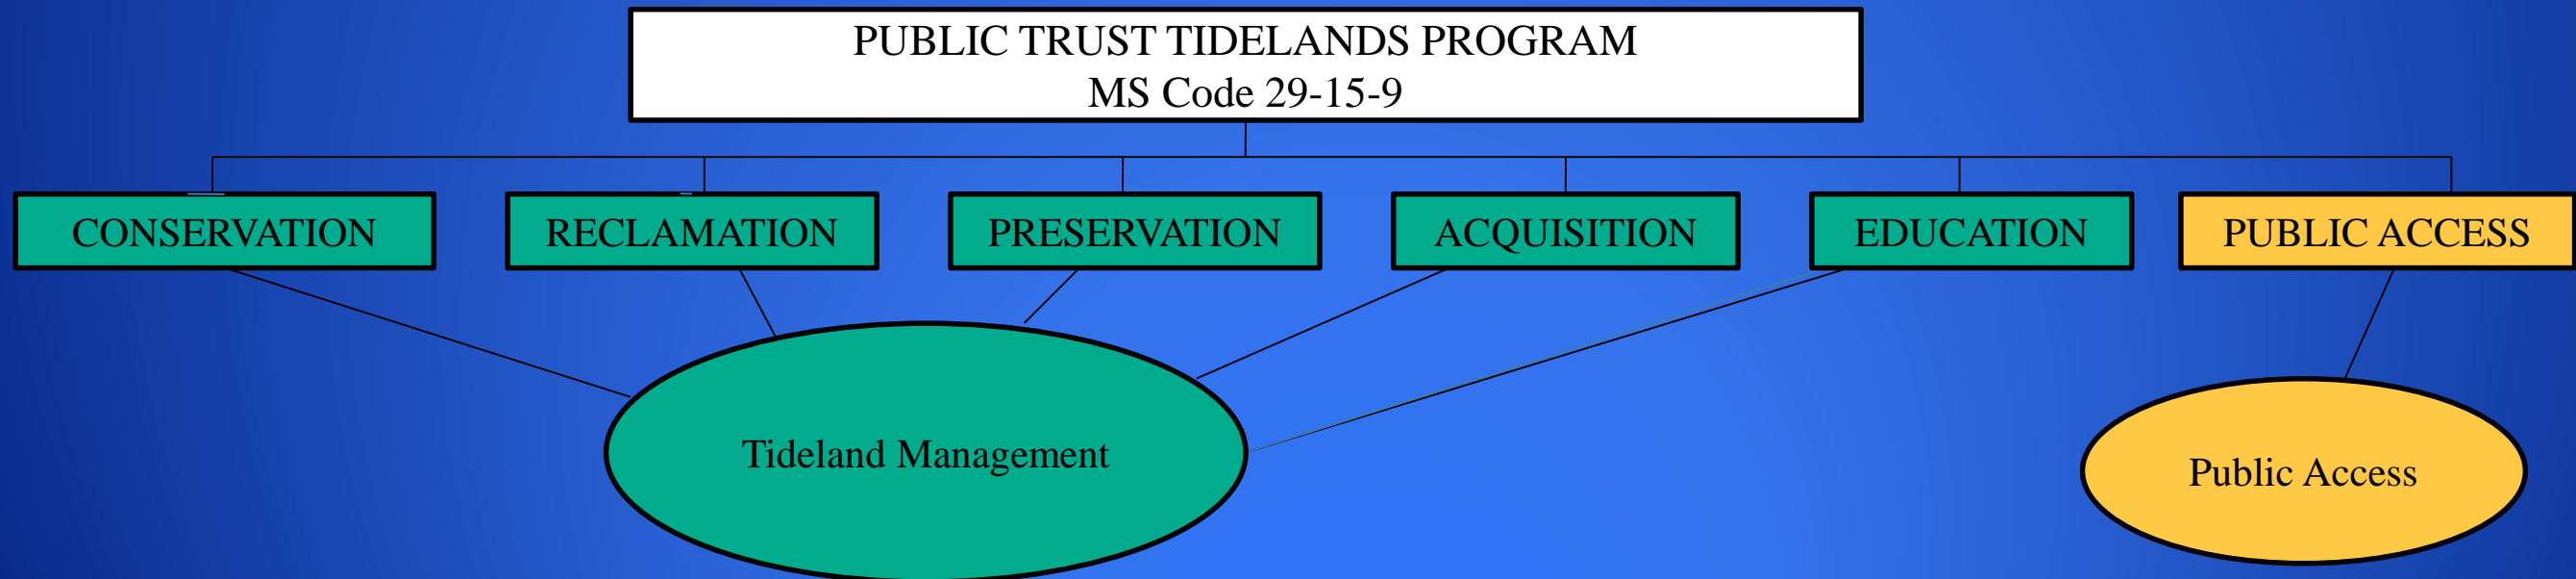 PUBLIC TRUST TIDELANDS PROGRAM
MS Code 29-15-9
CONSERVATION
RECLAMATION
PRESERVATION
ACQUISITION
EDUCATION
PUBLIC ACCESS
Tideland Management
Public Access